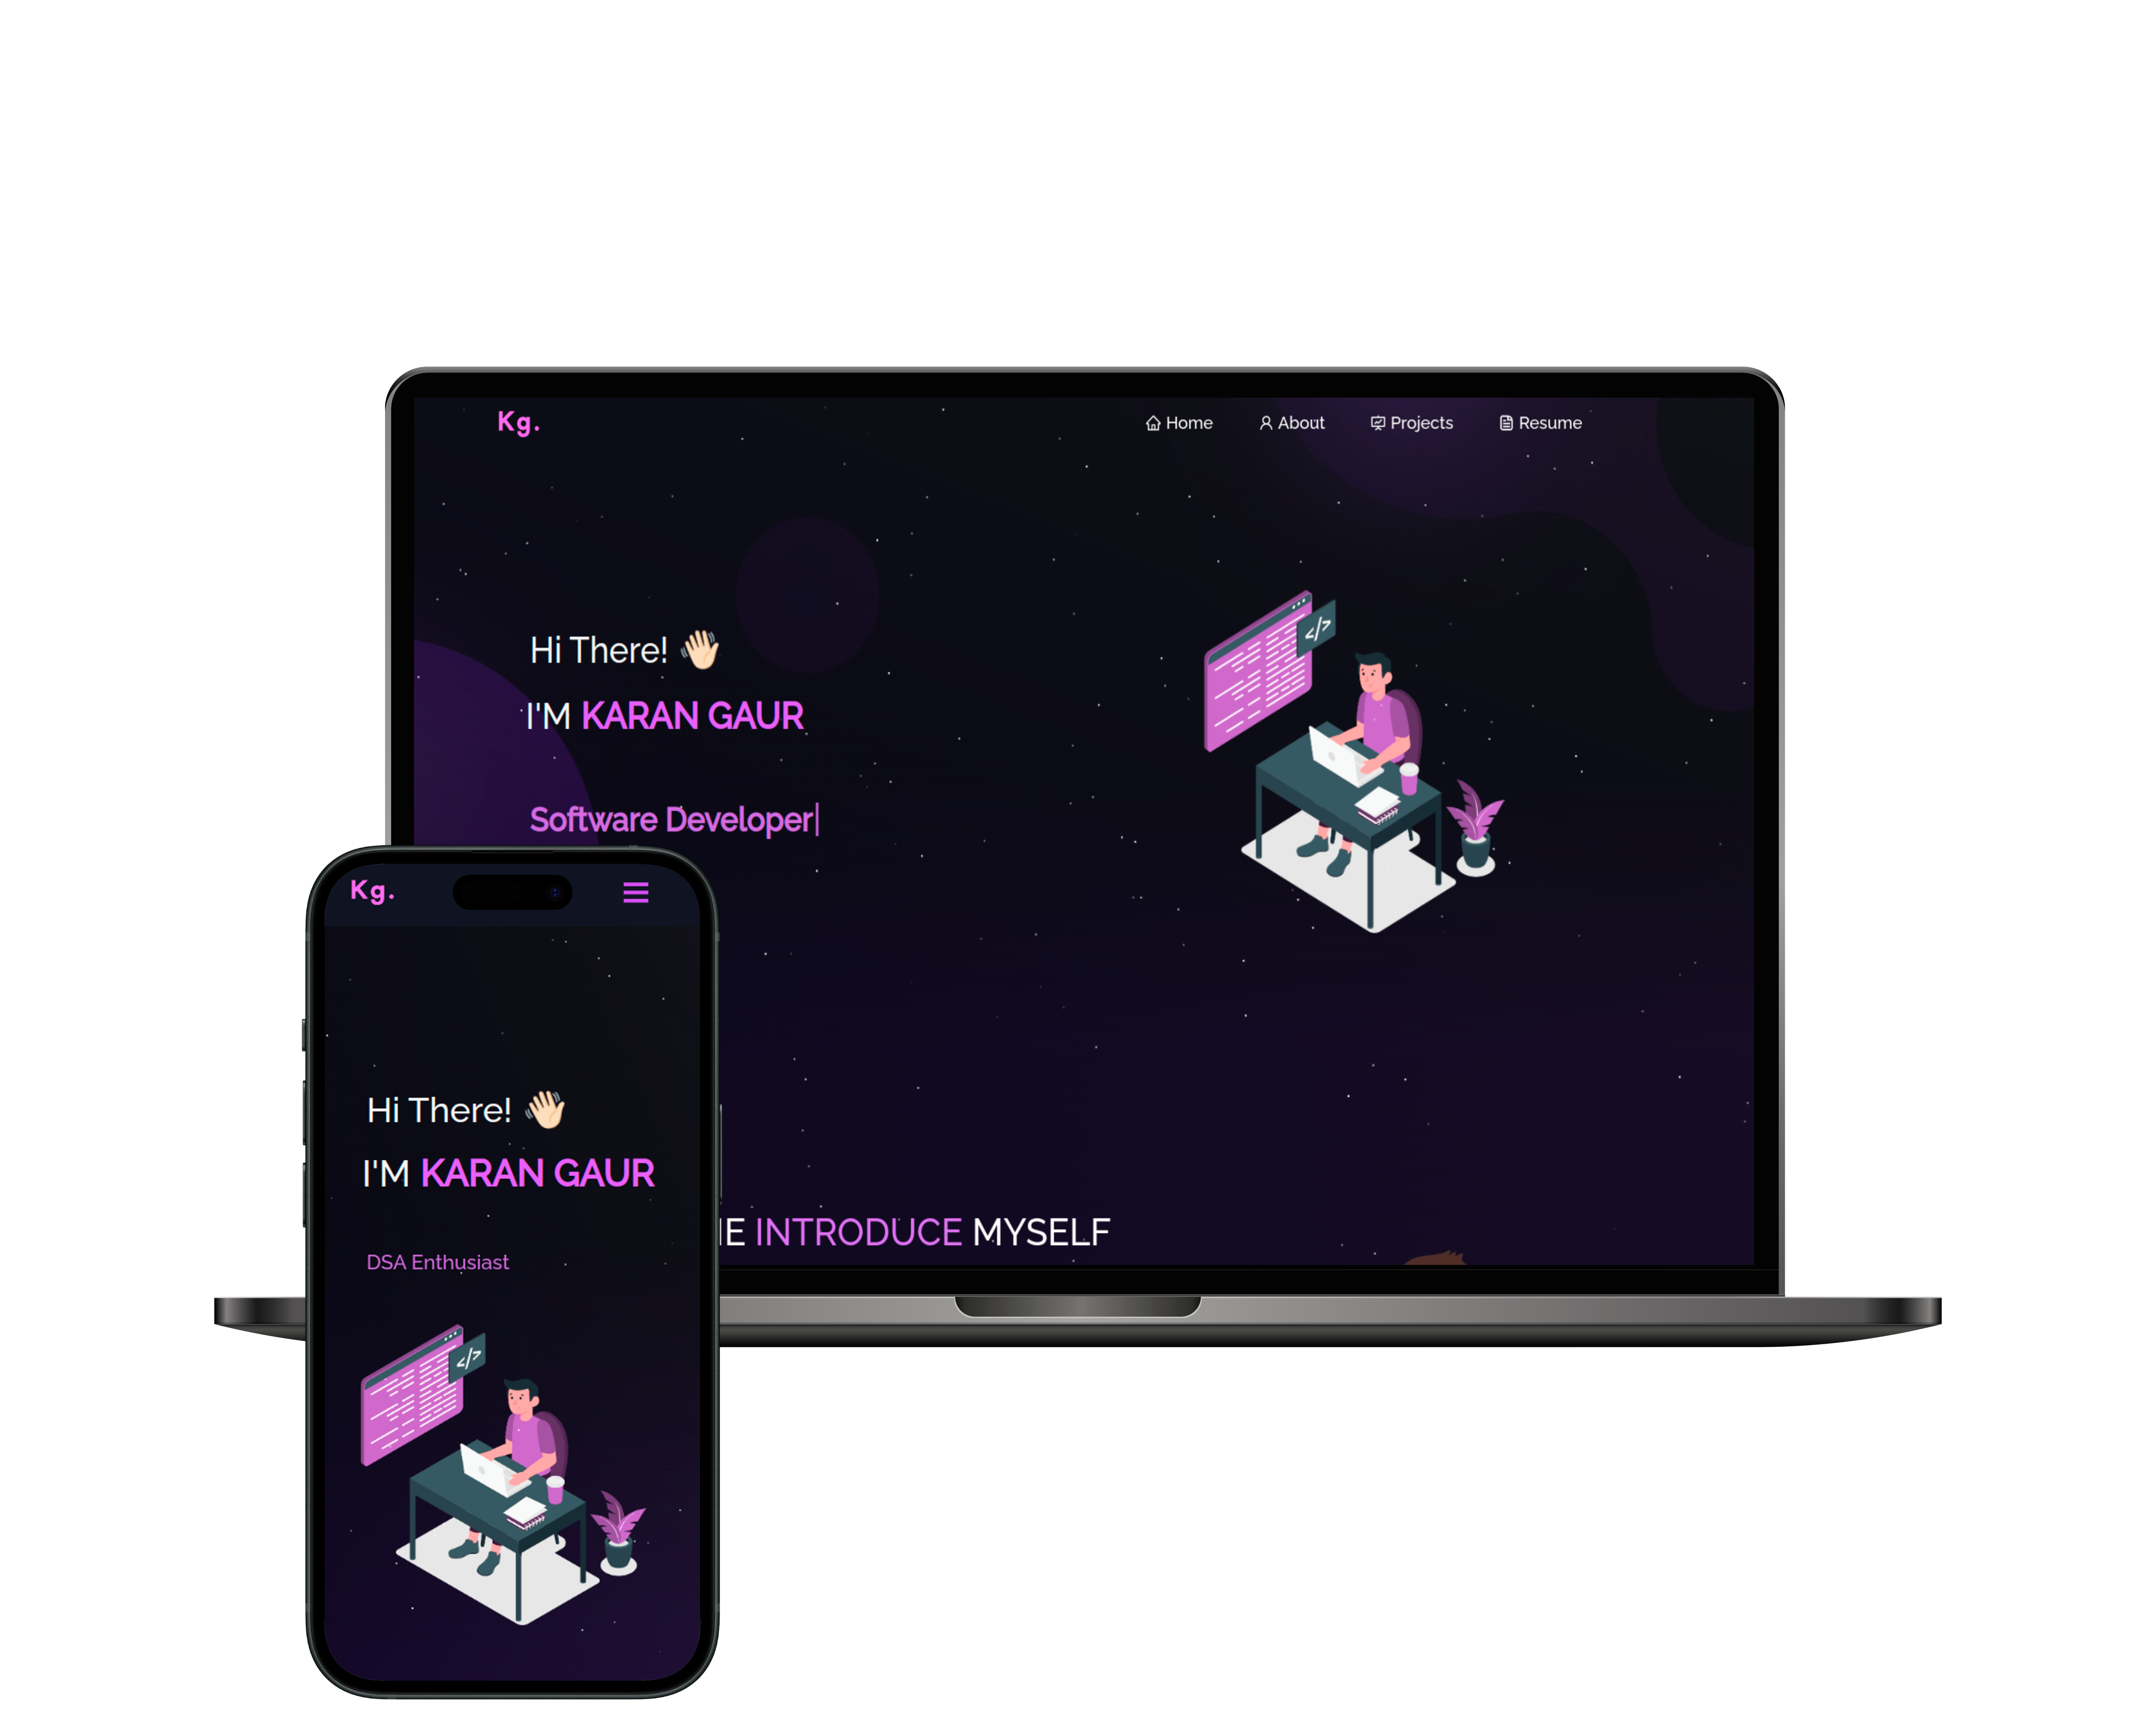 Kg.
Home About Projects Resume
Hi There! 👋🏻
I'M KARAN GAUR
Software Developer|
INTRODUCE MYSELF
Kg.
Hi There! 👋🏻
I'M KARAN GAUR
DSA Enthusiast
</>
</>